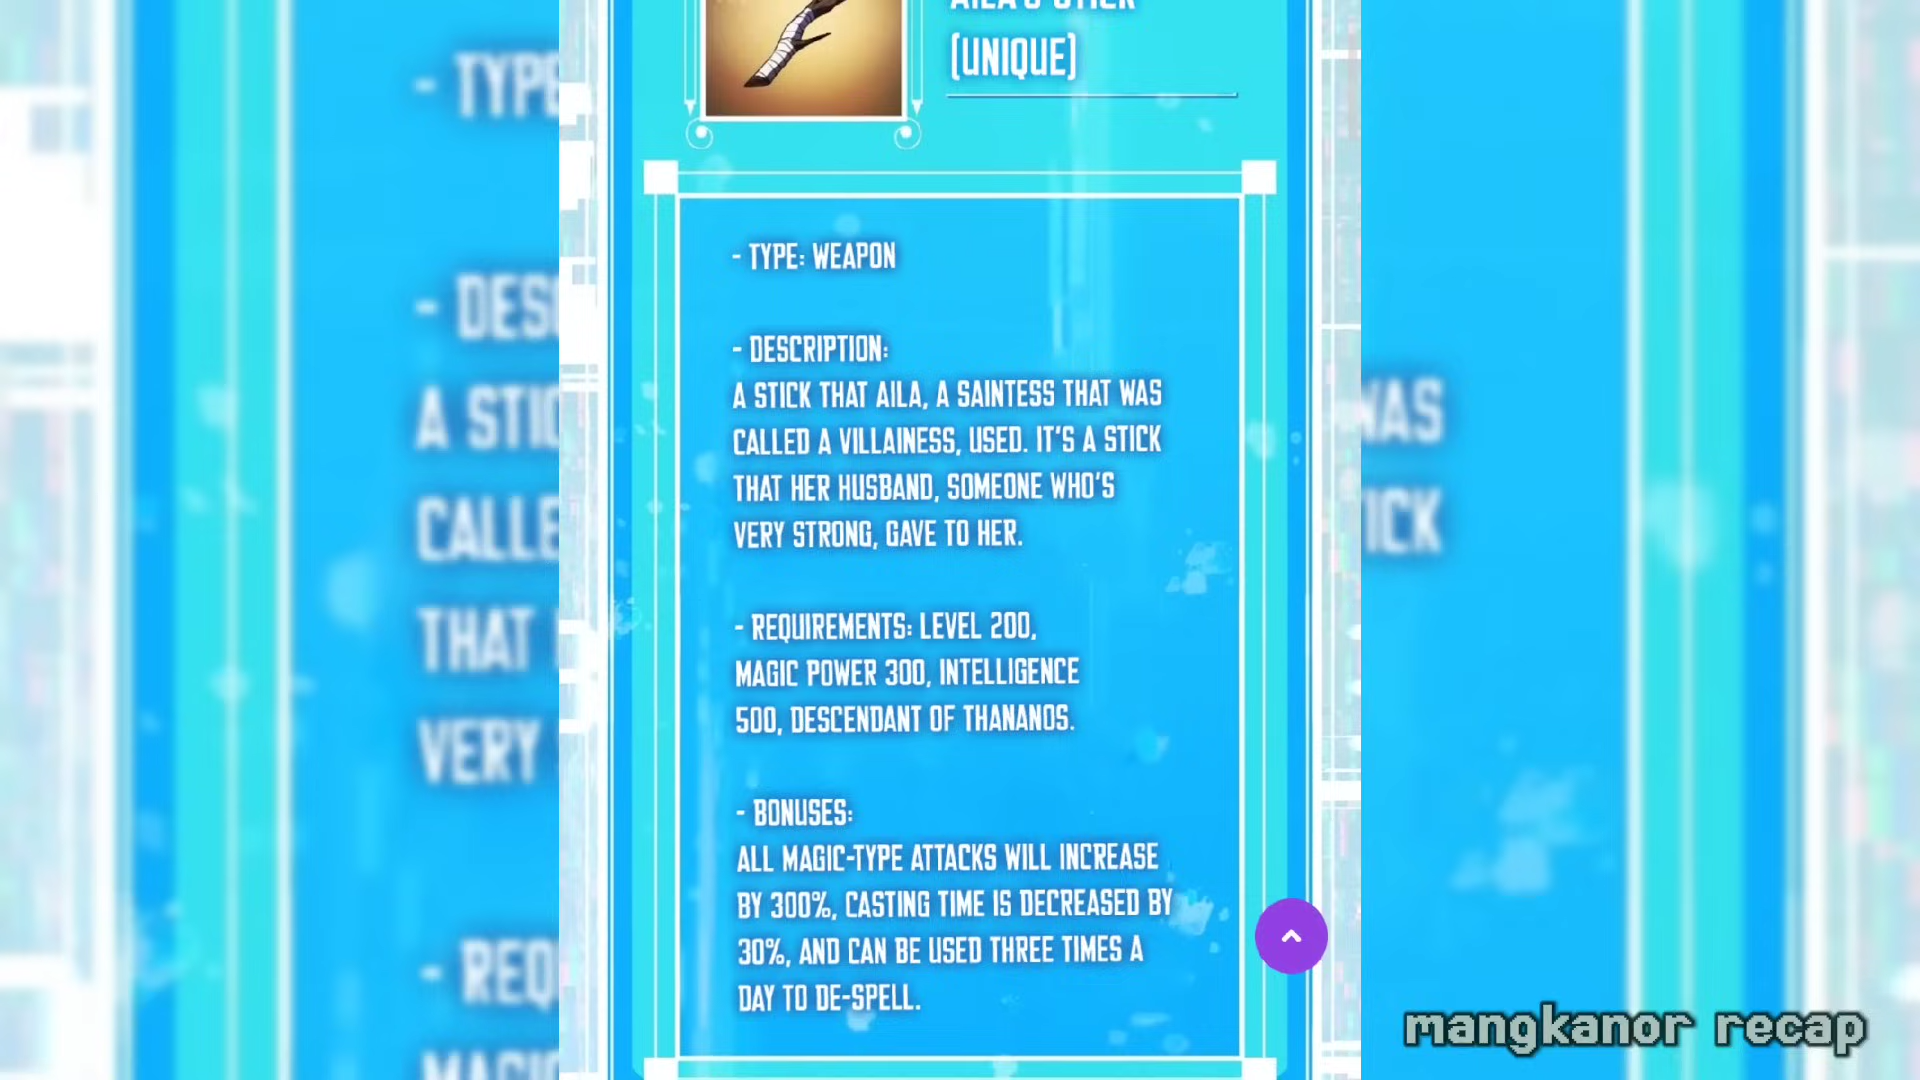 AILA'S STICK
[UNIQUE]
- TYPE: WEAPON
- DESCRIPTION:
A STICK THAT AILA, A SAINTESS THAT WAS
CALLED A VILLAINESS, USED. IT'S A STICK
THAT HER HUSBAND, SOMEONE WHO'S
VERY STRONG, GAVE TO HER.
- REQUIREMENTS: LEVEL 200,
MAGIC POWER 300, INTELLIGENCE
500, DESCENDANT OF THANANOS.
- BONUSES:
ALL MAGIC-TYPE ATTACKS WILL INCREASE
BY 300%, CASTING TIME IS DECREASED BY
30%, AND CAN BE USED THREE TIMES A
DAY TO DE-SPELL.
mangkanor recap